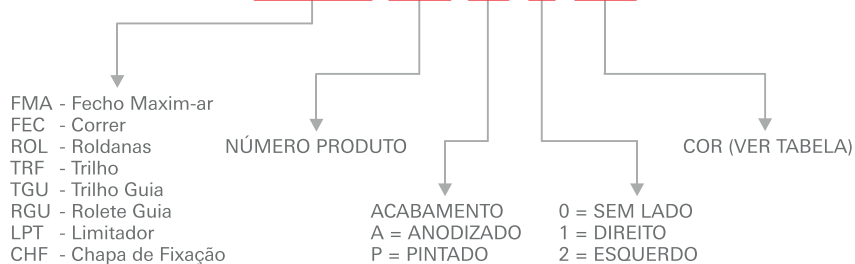 FMA - Fecho Maxim-ar
FEC - Correr
ROL - Roldanas
TRF - Trilho
TGU - Trilho Guia
RGU - Rolete Guia
LPT - Limitador
CHF - Chapa de Fixação
NÚMERO PRODUTO
ACABAMENTO
A = ANODIZADO
P = PINTADO
0 = SEM LADO
1 = DIREITO
2 = ESQUERDO
COR (VER TABELA)